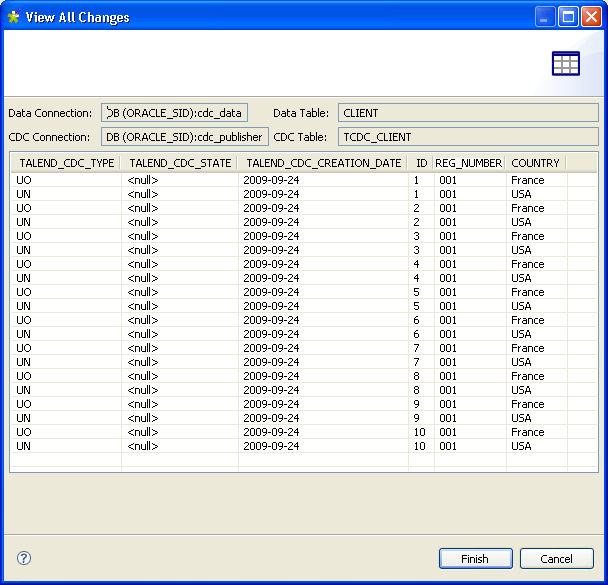 View All Changes
Data Connection: DB (ORACLE_SID):cdc_data Data Table: CLIENT
CDC Connection: DB (ORACLE_SID):cdc_publisher CDC Table: TCDC_CLIENT
TALEND_CDC_TYPE TALEND_CDC_STATE TALEND_CDC_CREATION_DATE ID REG_NUMBER COUNTRY
UO <null> 2009-09-24 1 001 France
UN <null> 2009-09-24 1 001 USA
UO <null> 2009-09-24 2 001 France
UN <null> 2009-09-24 2 001 USA
UO <null> 2009-09-24 3 001 France
UN <null> 2009-09-24 3 001 USA
UO <null> 2009-09-24 4 001 France
UN <null> 2009-09-24 4 001 USA
UO <null> 2009-09-24 5 001 France
UN <null> 2009-09-24 5 001 USA
UO <null> 2009-09-24 6 001 France
UN <null> 2009-09-24 6 001 USA
UO <null> 2009-09-24 7 001 France
UN <null> 2009-09-24 7 001 USA
UO <null> 2009-09-24 8 001 France
UN <null> 2009-09-24 8 001 USA
UO <null> 2009-09-24 9 001 France
UN <null> 2009-09-24 9 001 USA
UO <null> 2009-09-24 10 001 France
UN <null> 2009-09-24 10 001 USA
? Finish Cancel